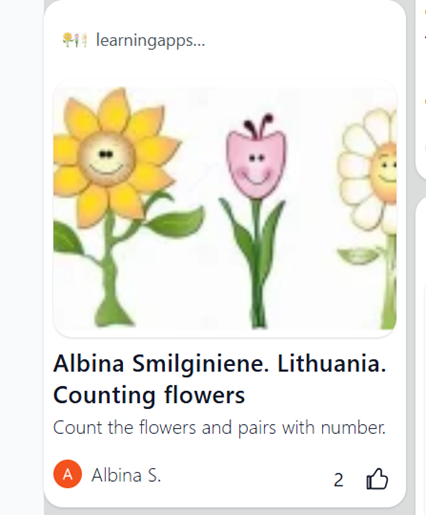 learningapps...
Albina Smilginiene. Lithuania.
Counting flowers
Count the flowers and pairs with number.
A Albina S.
2